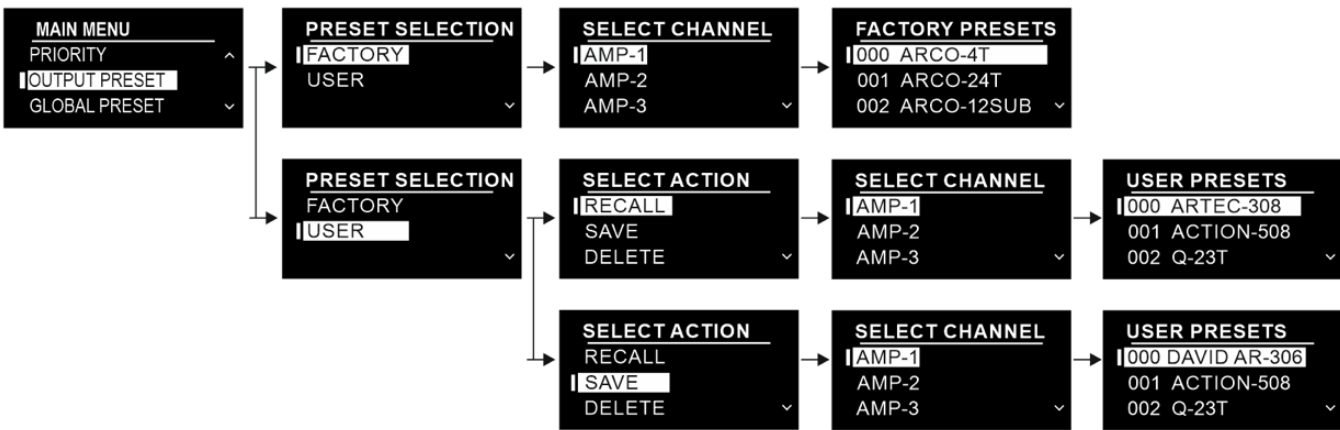 MAIN MENU
PRIORITY
OUTPUT PRESET
GLOBAL PRESET
PRESET SELECTION
FACTORY
USER
SELECT CHANNEL
AMP-1
AMP-2
AMP-3
FACTORY PRESETS
000 ARCO-4T
001 ARCO-24T
002 ARCO-12SUB
PRESET SELECTION
FACTORY
USER
SELECT ACTION
RECALL
SAVE
DELETE
SELECT CHANNEL
AMP-1
AMP-2
AMP-3
USER PRESETS
000 ARTEC-308
001 ACTION-508
002 Q-23T
SELECT ACTION
RECALL
SAVE
DELETE
SELECT CHANNEL
AMP-1
AMP-2
AMP-3
USER PRESETS
000 DAVID AR-306
001 ACTION-508
002 Q-23T